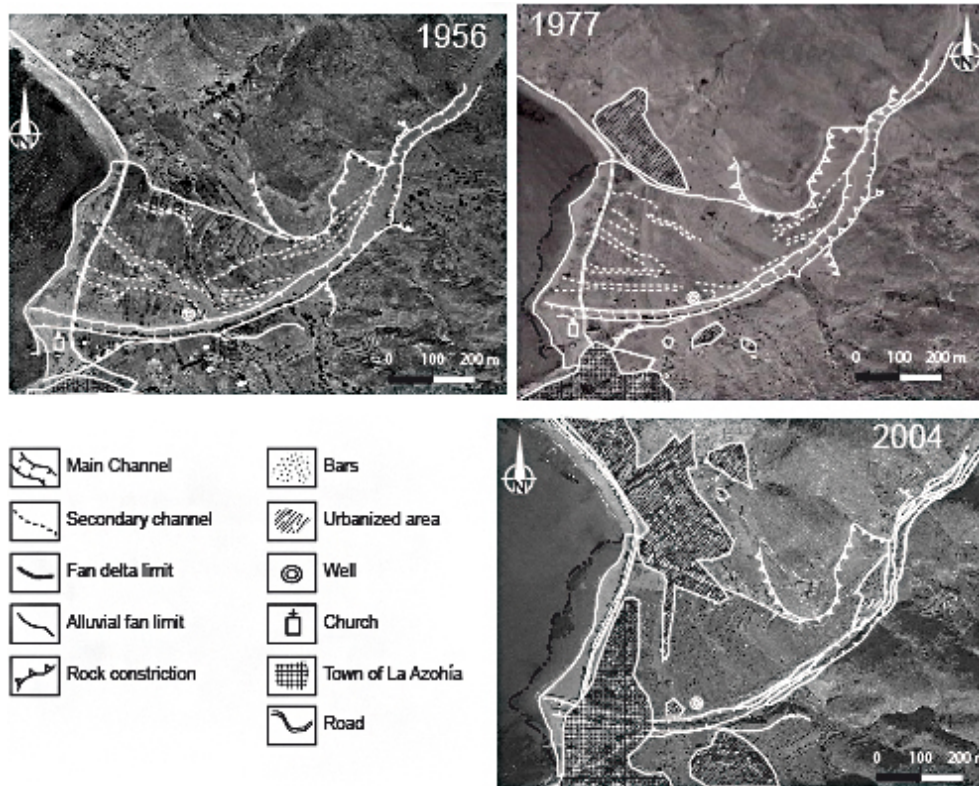 1956
N
0 100 200 m
1977
N
0 100 200 m
Main Channel
Secondary channel
Fan delta limit
Alluvial fan limit
Rock constriction
Bars
Urbanized area
Well
Church
Town of La Azohía
Road
2004
N
0 100 200 m